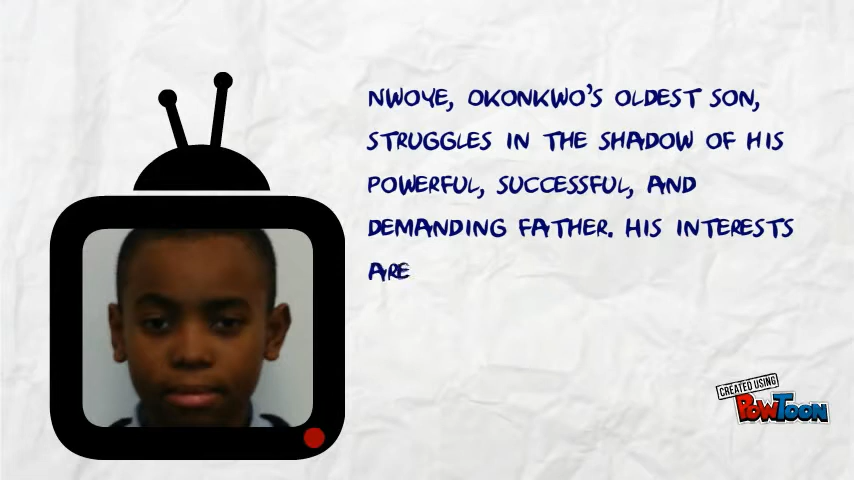 NWOYE, OKONKWO'S OLDEST SON,
STRUGGLES IN THE SHADOW OF HIS
POWERFUL, SUCCESSFUL, AND
DEMANDING FATHER. HIS INTERESTS
ARE
CREATED USING
POWTOON